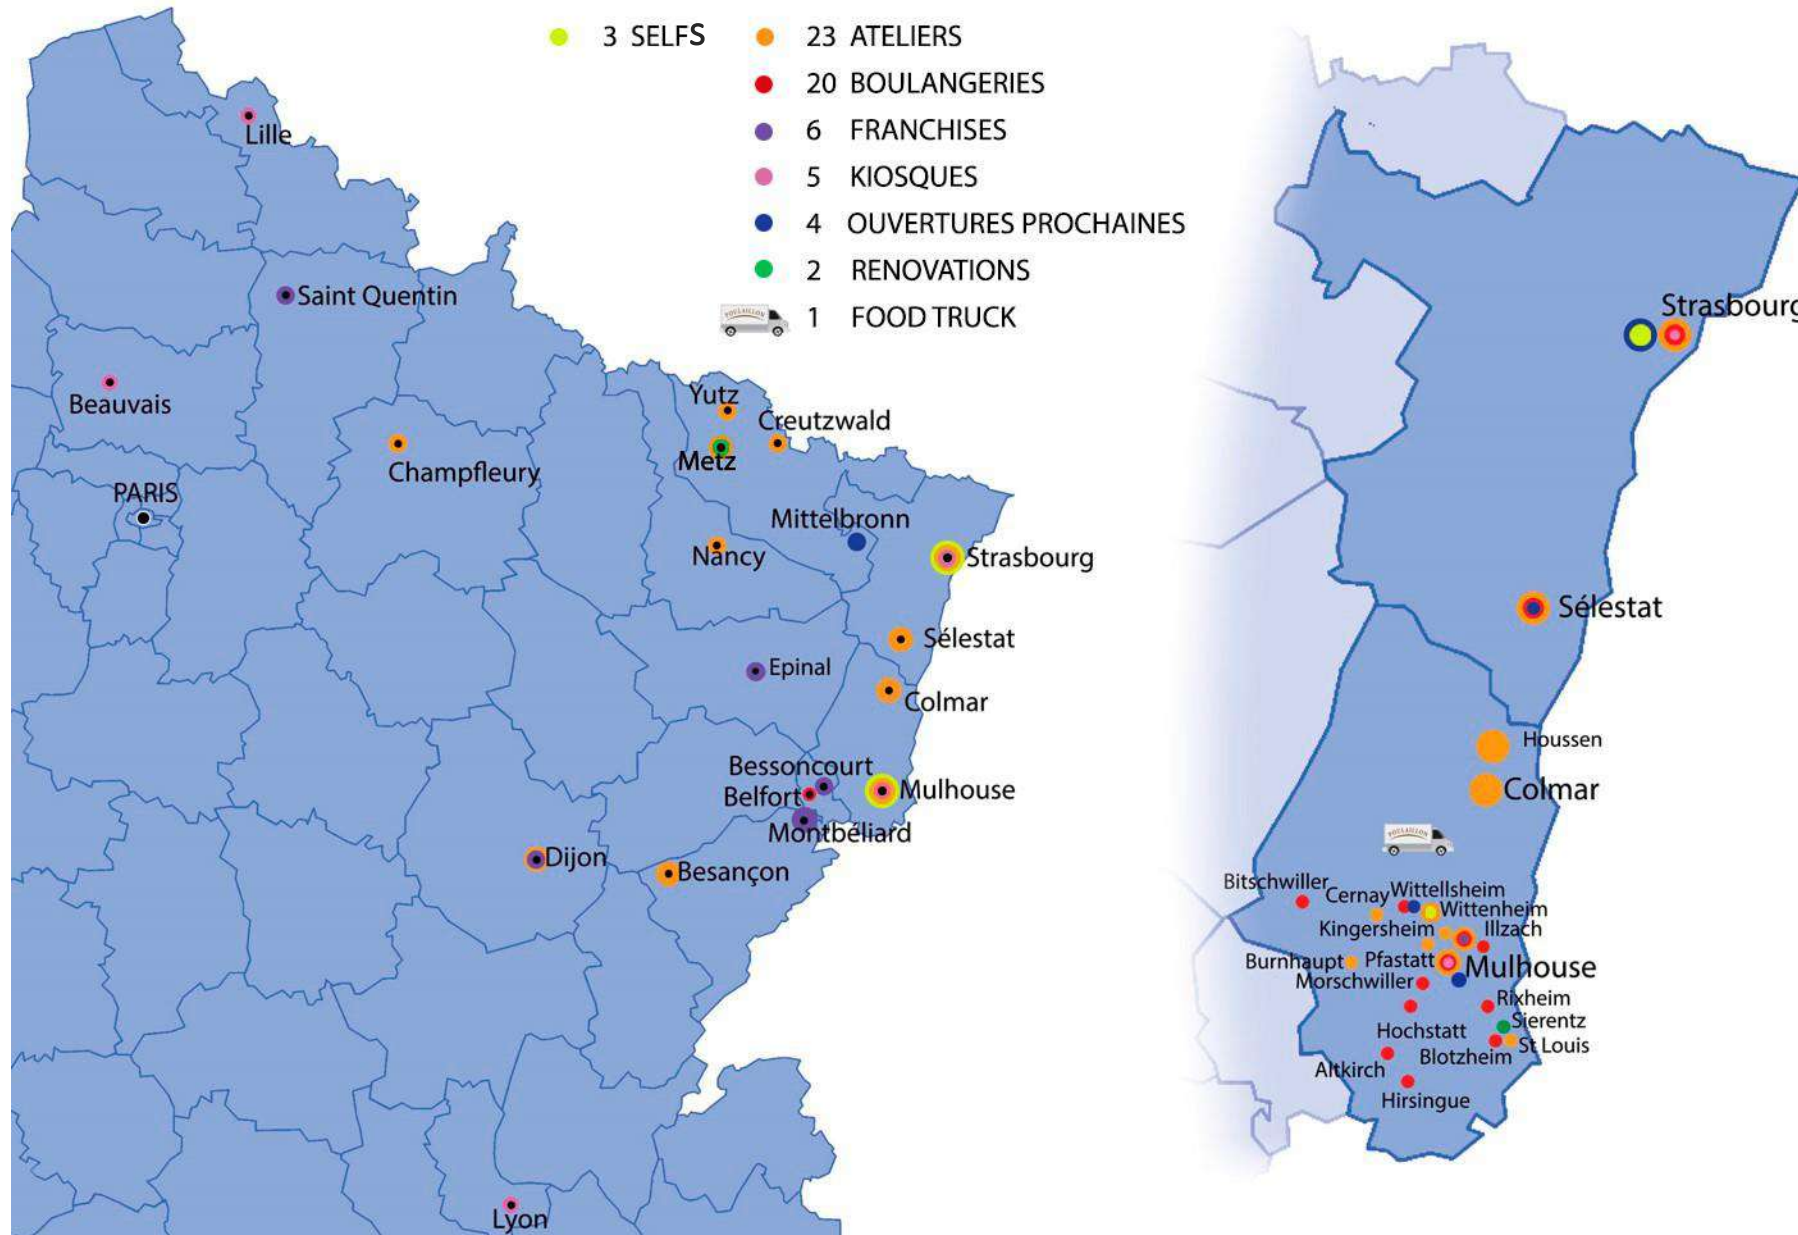 3 SELFS
23 ATELIERS
20 BOULANGERIES
6 FRANCHISES
5 KIOSQUES
4 OUVERTURES PROCHAINES
2 RENOVATIONS
POULAILLON
1 FOOD TRUCK
Lille
Saint Quentin
Beauvais
PARIS
Champfleury
Yutz
Creutzwald
Metz
Mittelbronn
Nancy
Strasbourg
Sélestat
Epinal
Colmar
Bessoncourt
Belfort
Mulhouse
Montbéliard
Dijon
Besançon
Lyon
Strasbourg
Sélestat
Houssen
Colmar
POULAILLON
Bitschwiller
Cernay
Wittellsheim
Wittenheim
Kingersheim
Illzach
Burnhaupt
Pfastatt
Mulhouse
Morschwiller
Rixheim
Hochstatt
Sierentz
Blotzheim
St Louis
Altkirch
Hirsingue